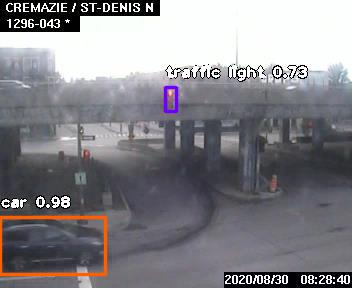 CREMAZIE / ST-DENIS N
1296-043 *
traffic light 0.73
car 0.98
2020/08/30 08:28:40